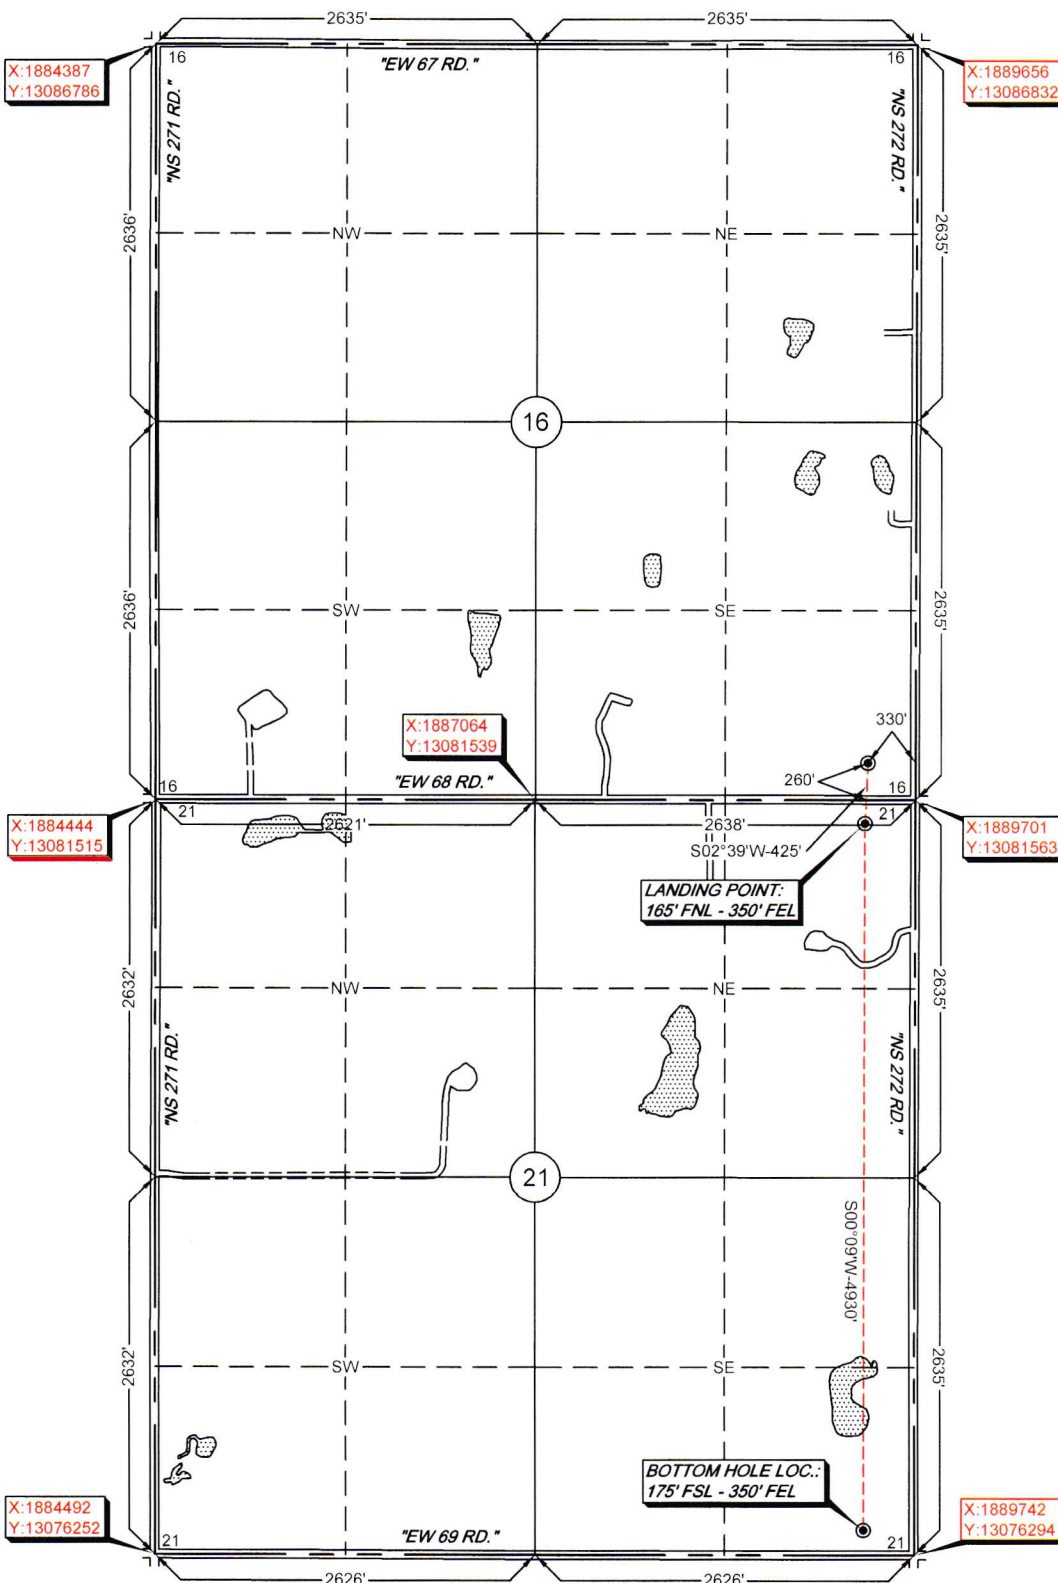 2635'
2635'
X:1884387
Y:13086786
16
"EW 67 RD."
16
X:1889656
Y:13086832
"NS 271 RD."
"NS 272 RD."
2636'
NW
NE
2635'
16
2636'
SW
SE
2635'
X:1887064
Y:13081539
330'
260'
16
"EW 68 RD."
16
X:1884444
Y:13081515
21
2621'
2638'
21
X:1889701
Y:13081563
S02°39'W-425'
LANDING POINT:
165' FNL - 350' FEL
2632'
NW
NE
2635'
"NS 271 RD."
"NS 272 RD."
21
S00°09'W-4930'
2632'
SW
SE
2635'
BOTTOM HOLE LOC.:
175' FSL - 350' FEL
X:1884492
Y:13076252
21
"EW 69 RD."
21
X:1889742
Y:13076294
2626'
2626'